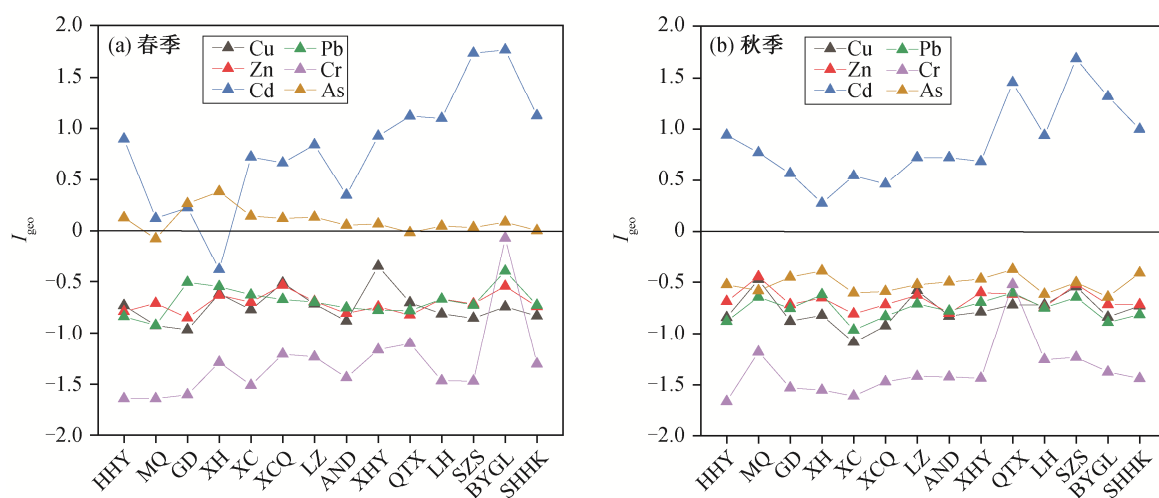 (a) 春季
Cu
Pb
Zn
Cr
Cd
As
2.0
1.5
1.0
0.5
0
−0.5
−1.0
−1.5
−2.0
Igeo
HHY
MQ
GD
XH
XC
XCQ
LZ
AND
XHY
QTX
LH
SZS
BYGL
SHHK
(b) 秋季
Cu
Pb
Zn
Cr
Cd
As
2.0
1.5
1.0
0.5
0
−0.5
−1.0
−1.5
−2.0
Igeo
HHY
MQ
GD
XH
XC
XCQ
LZ
AND
XHY
QTX
LH
SZS
BYGL
SHHK